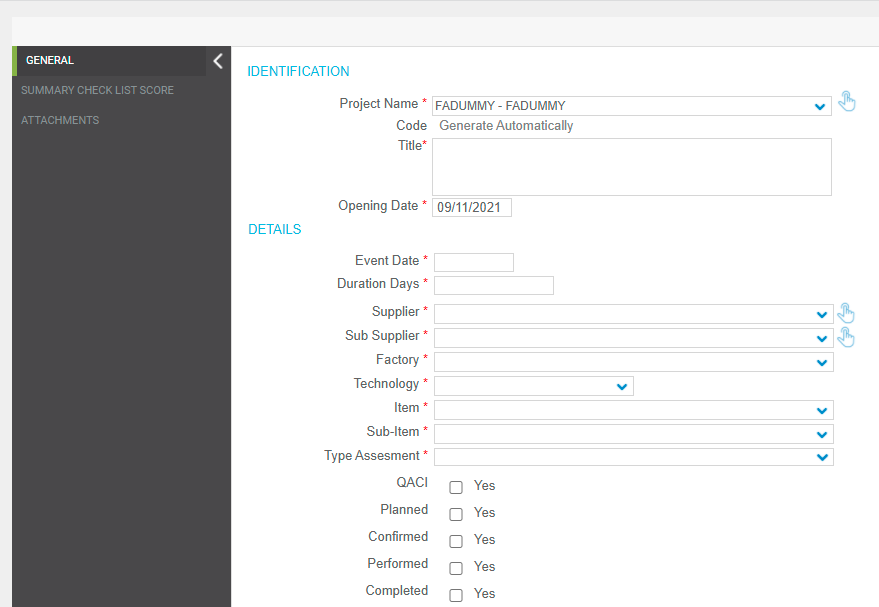 GENERAL
SUMMARY CHECK LIST SCORE
ATTACHMENTS
IDENTIFICATION
Project Name * FADUMMY - FADUMMY
Code Generate Automatically
Title*
Opening Date * 09/11/2021
DETAILS
Event Date *
Duration Days *
Supplier *
Sub Supplier *
Factory *
Technology *
Item *
Sub-Item *
Type Assesment *
QACI Yes
Planned Yes
Confirmed Yes
Performed Yes
Completed Yes